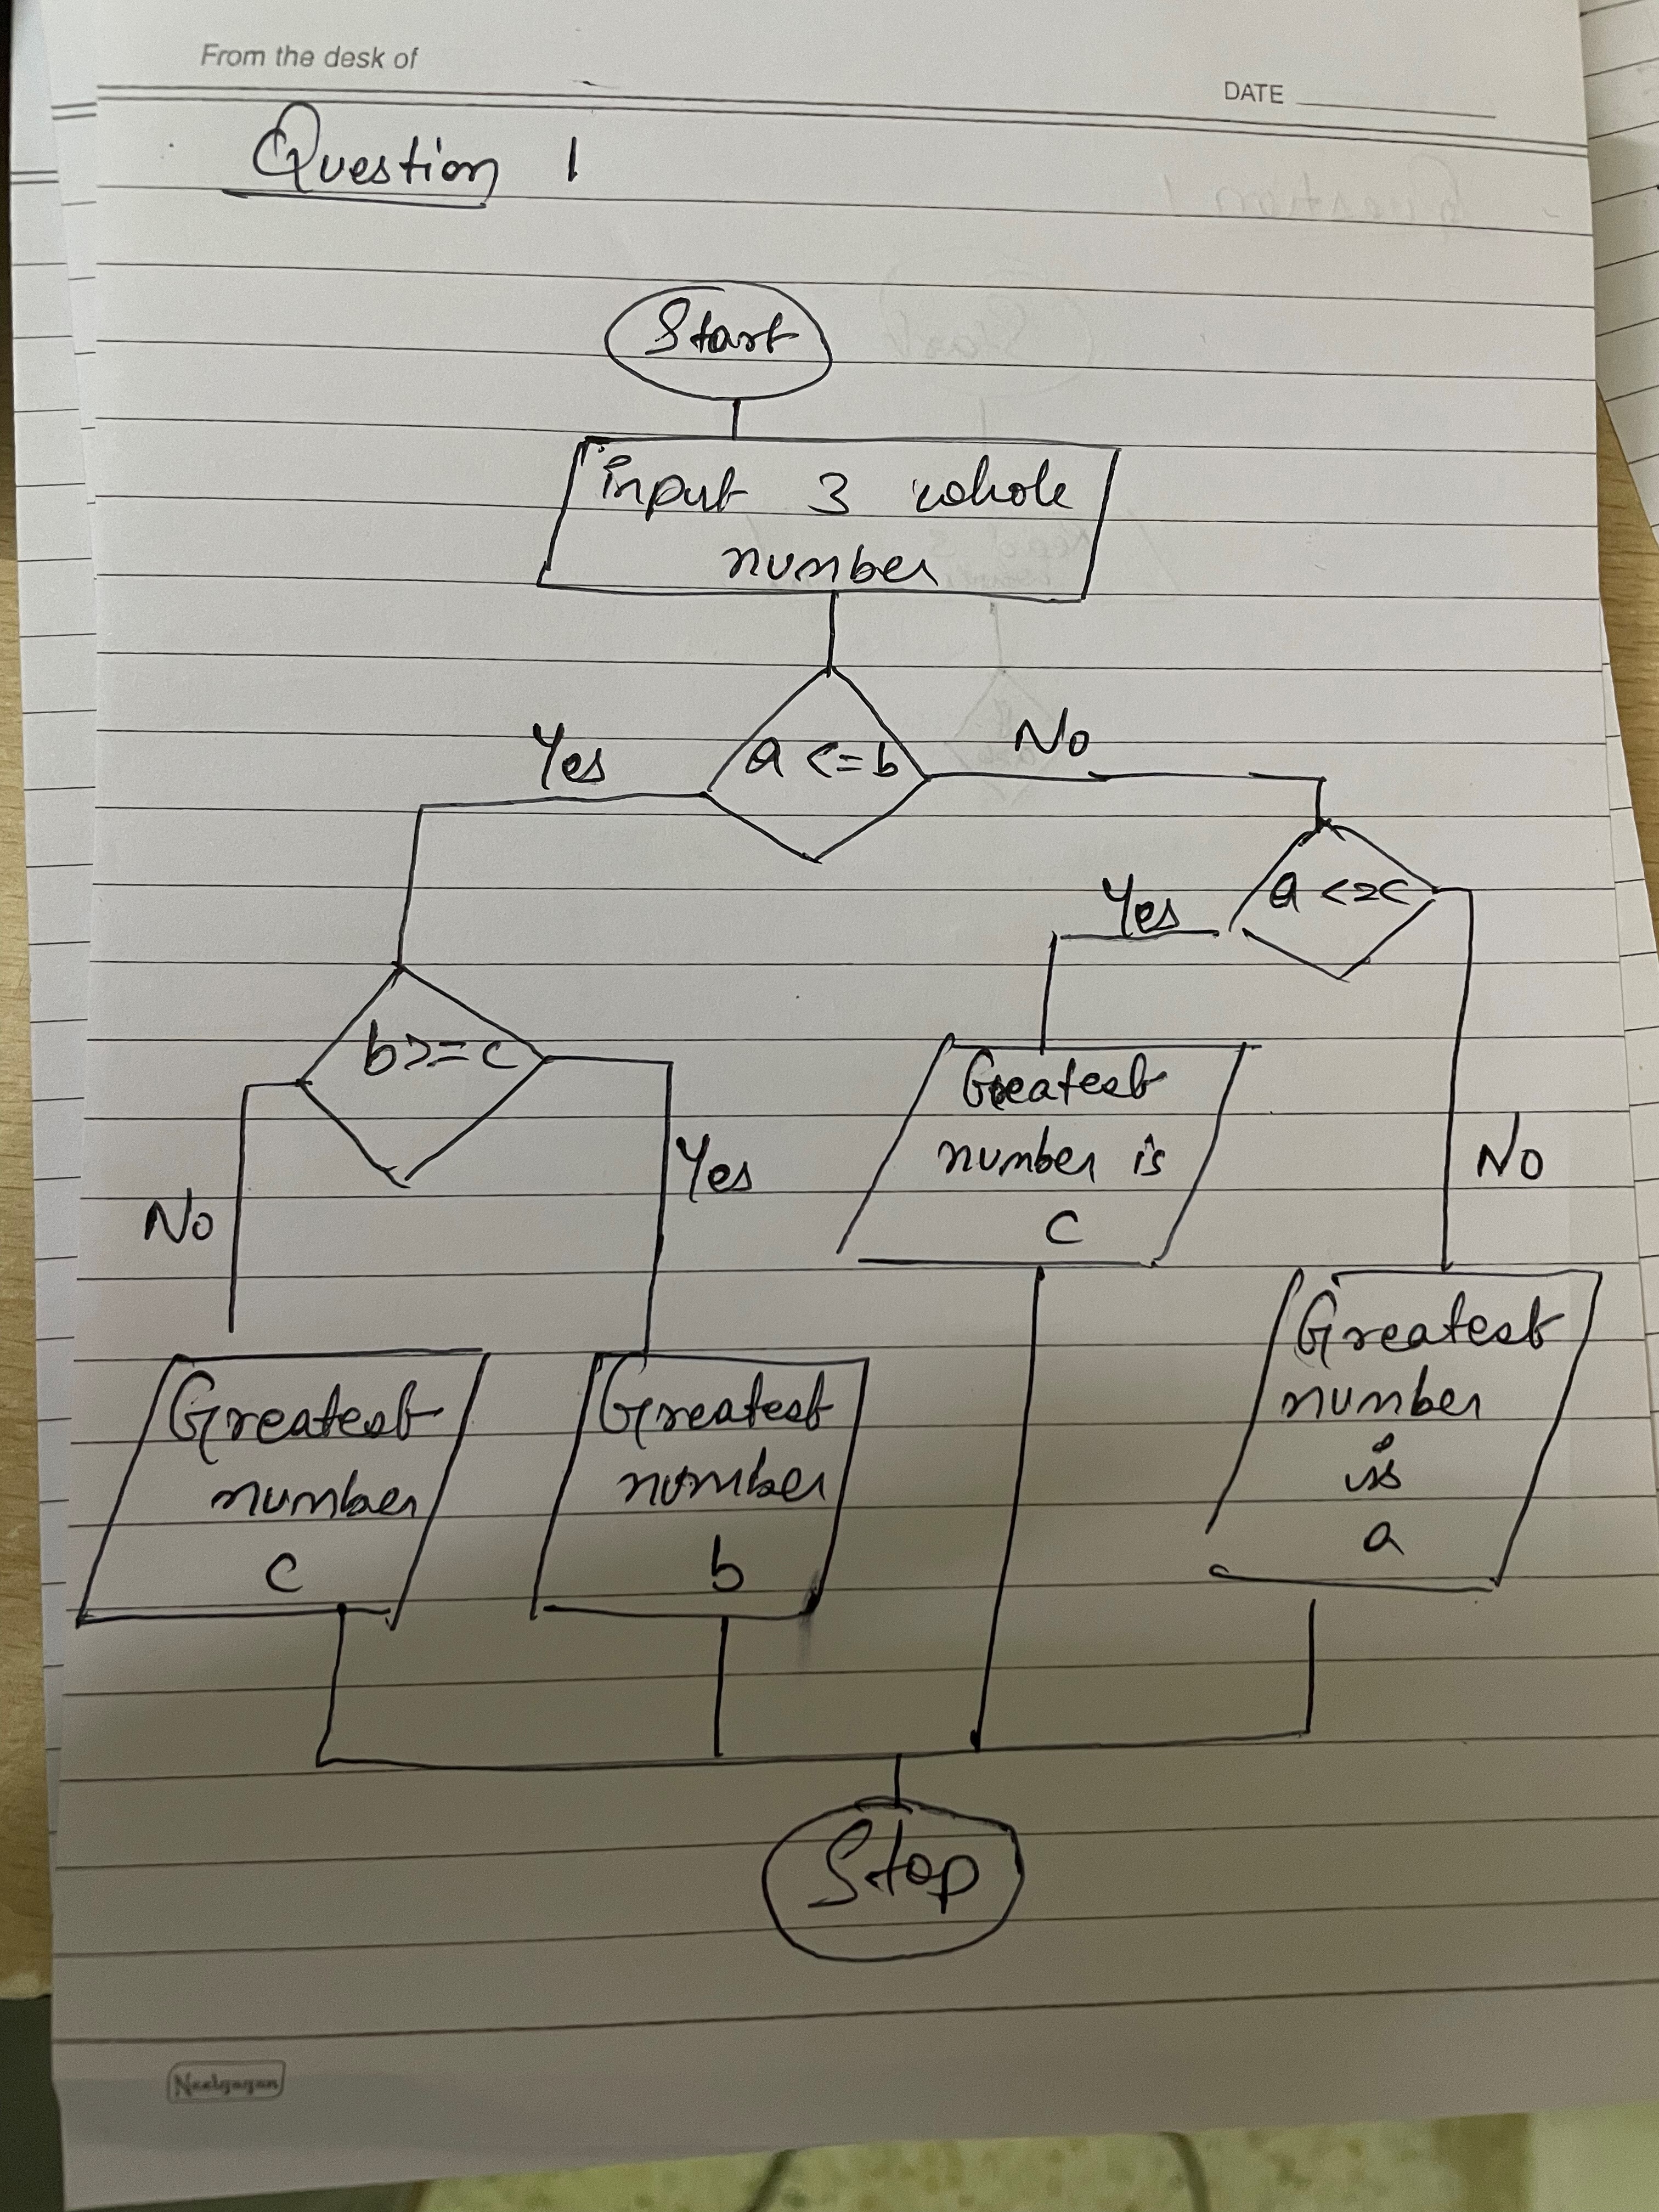 From the desk of
DATE
Question 1
Start
input 3 whole
number
a <= b
Yes
No
a <=c
Yes
No
b>=c
No
Yes
Greatest
number is
c
Greatest
number
is
a
Greatest
number
c
Greatest
number
b
Stop
Neelgagan